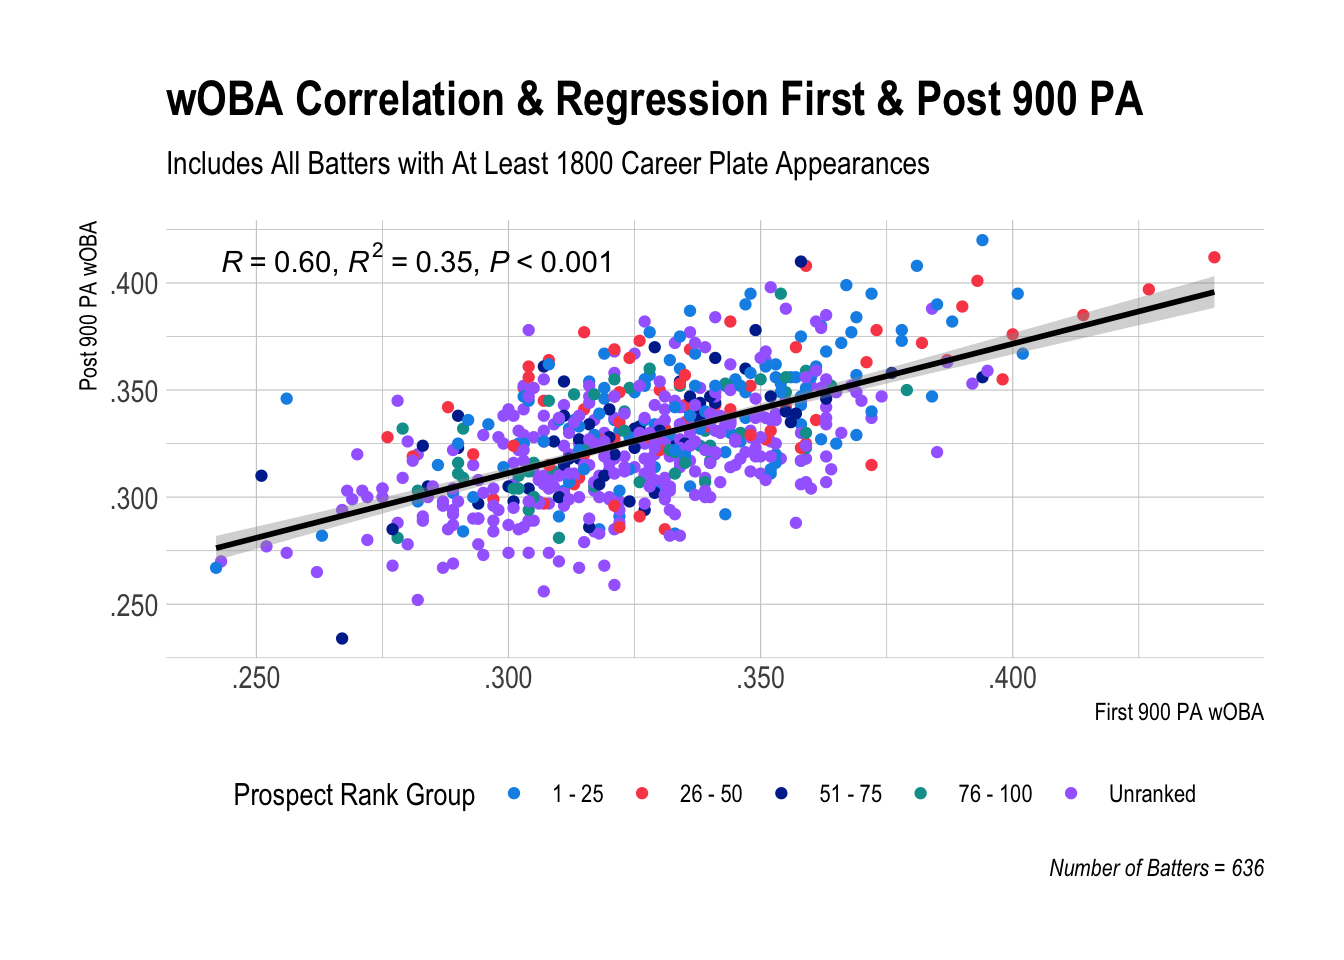 wOBA Correlation & Regression First & Post 900 PA
Includes All Batters with At Least 1800 Career Plate Appearances
Post 900 PA wOBA
R = 0.60, R² = 0.35, P < 0.001
.400
.350
.300
.250
.250 .300 .350 .400
First 900 PA wOBA
Prospect Rank Group 1 - 25 26 - 50 51 - 75 76 - 100 Unranked
Number of Batters = 636